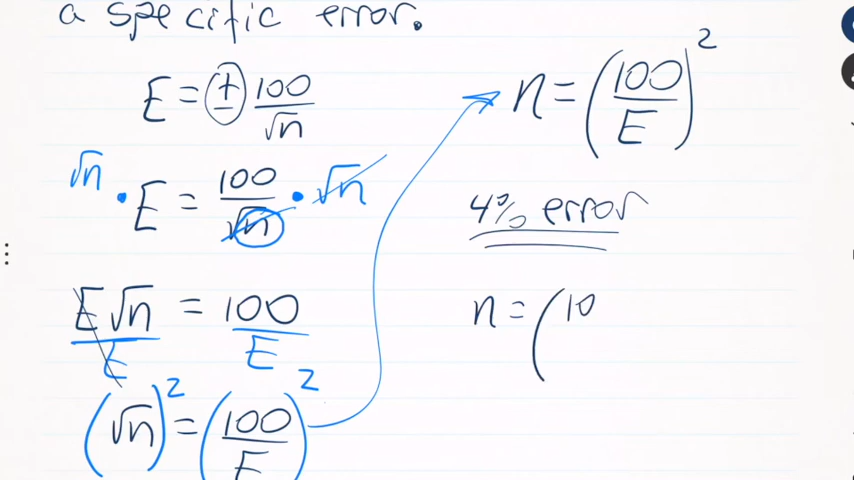 a specific error.
E = ± 100/√n
√n • E = 100/√n • √n
E√n/E = 100/E
(√n)² = (100/E)²
n = (100/E)²
4% error
n = (10